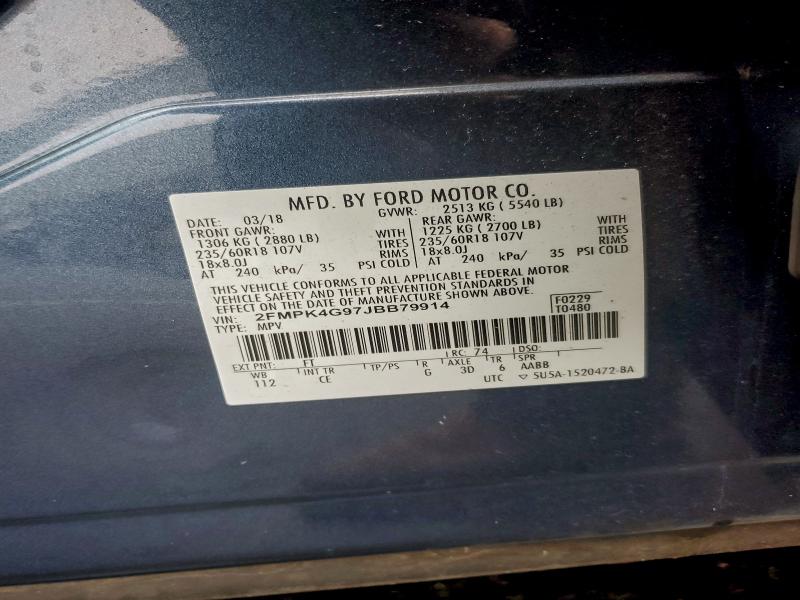 MFD. BY FORD MOTOR CO.
DATE: 03/18 GVWR: 2513 KG ( 5540 LB)
FRONT GAWR: WITH REAR GAWR: WITH
1306 KG ( 2880 LB) TIRES 1225 KG ( 2700 LB) TIRES
235/60R18 107V RIMS 235/60R18 107V RIMS
18x8.0J 18x8.0J
AT 240 kPa/ 35 PSI COLD AT 240 kPa/ 35 PSI COLD
THIS VEHICLE CONFORMS TO ALL APPLICABLE FEDERAL MOTOR
VEHICLE SAFETY AND THEFT PREVENTION STANDARDS IN
EFFECT ON THE DATE OF MANUFACTURE SHOWN ABOVE.
VIN: 2FMPK4G97JBB79914 F0229
TYPE: MPV T0480
EXT PNT: FT RC: 74 DSO:
WB INT TR TP/PS R AXLE TR SPR
112 CE G 3D 6 AABB
UTC ▽ 5U5A-1520472-BA